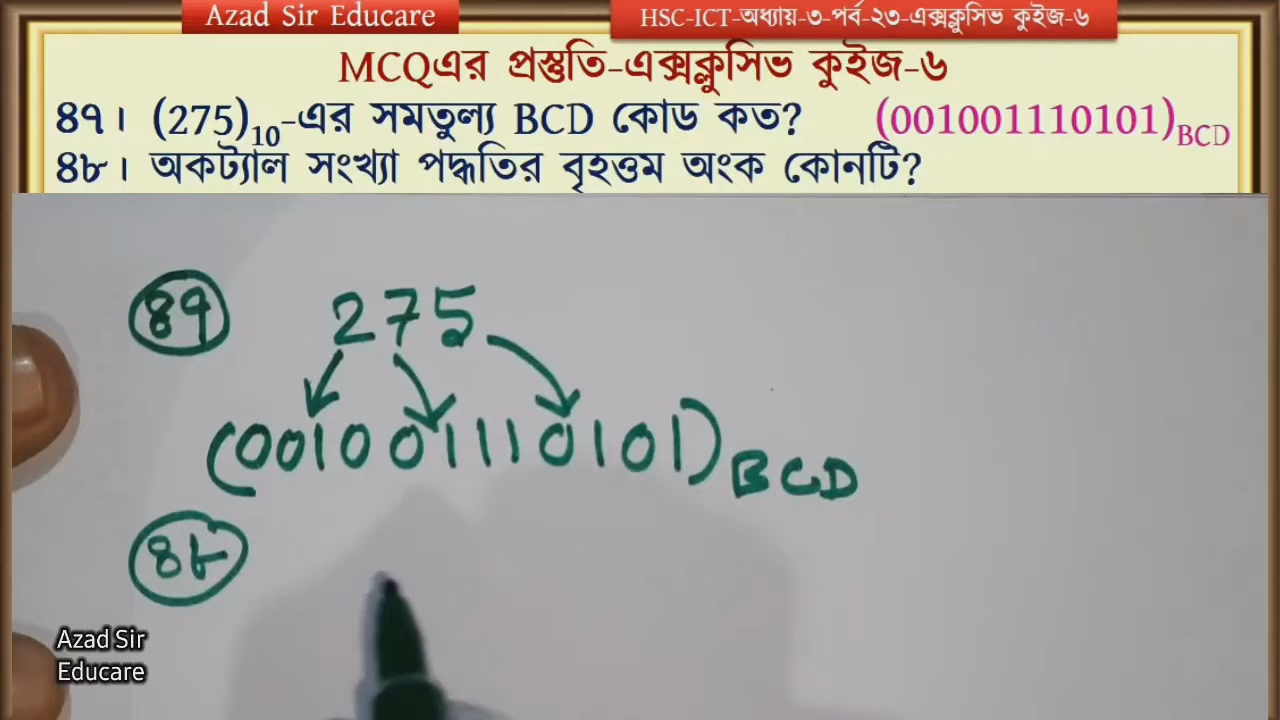 Azad Sir Educare
HSC-ICT-অধ্যায়-৩-পর্ব-২৩-এক্সক্লুসিভ কুইজ-৬
MCQএর প্রস্তুতি-এক্সক্লুসিভ কুইজ-৬
৪৭। (275)10-এর সমতুল্য BCD কোড কত? (001001110101)BCD
৪৮। অকট্যাল সংখ্যা পদ্ধতির বৃহত্তম অংক কোনটি?
৪৭ 275
(001001110101)BCD
৪৮
Azad Sir
Educare